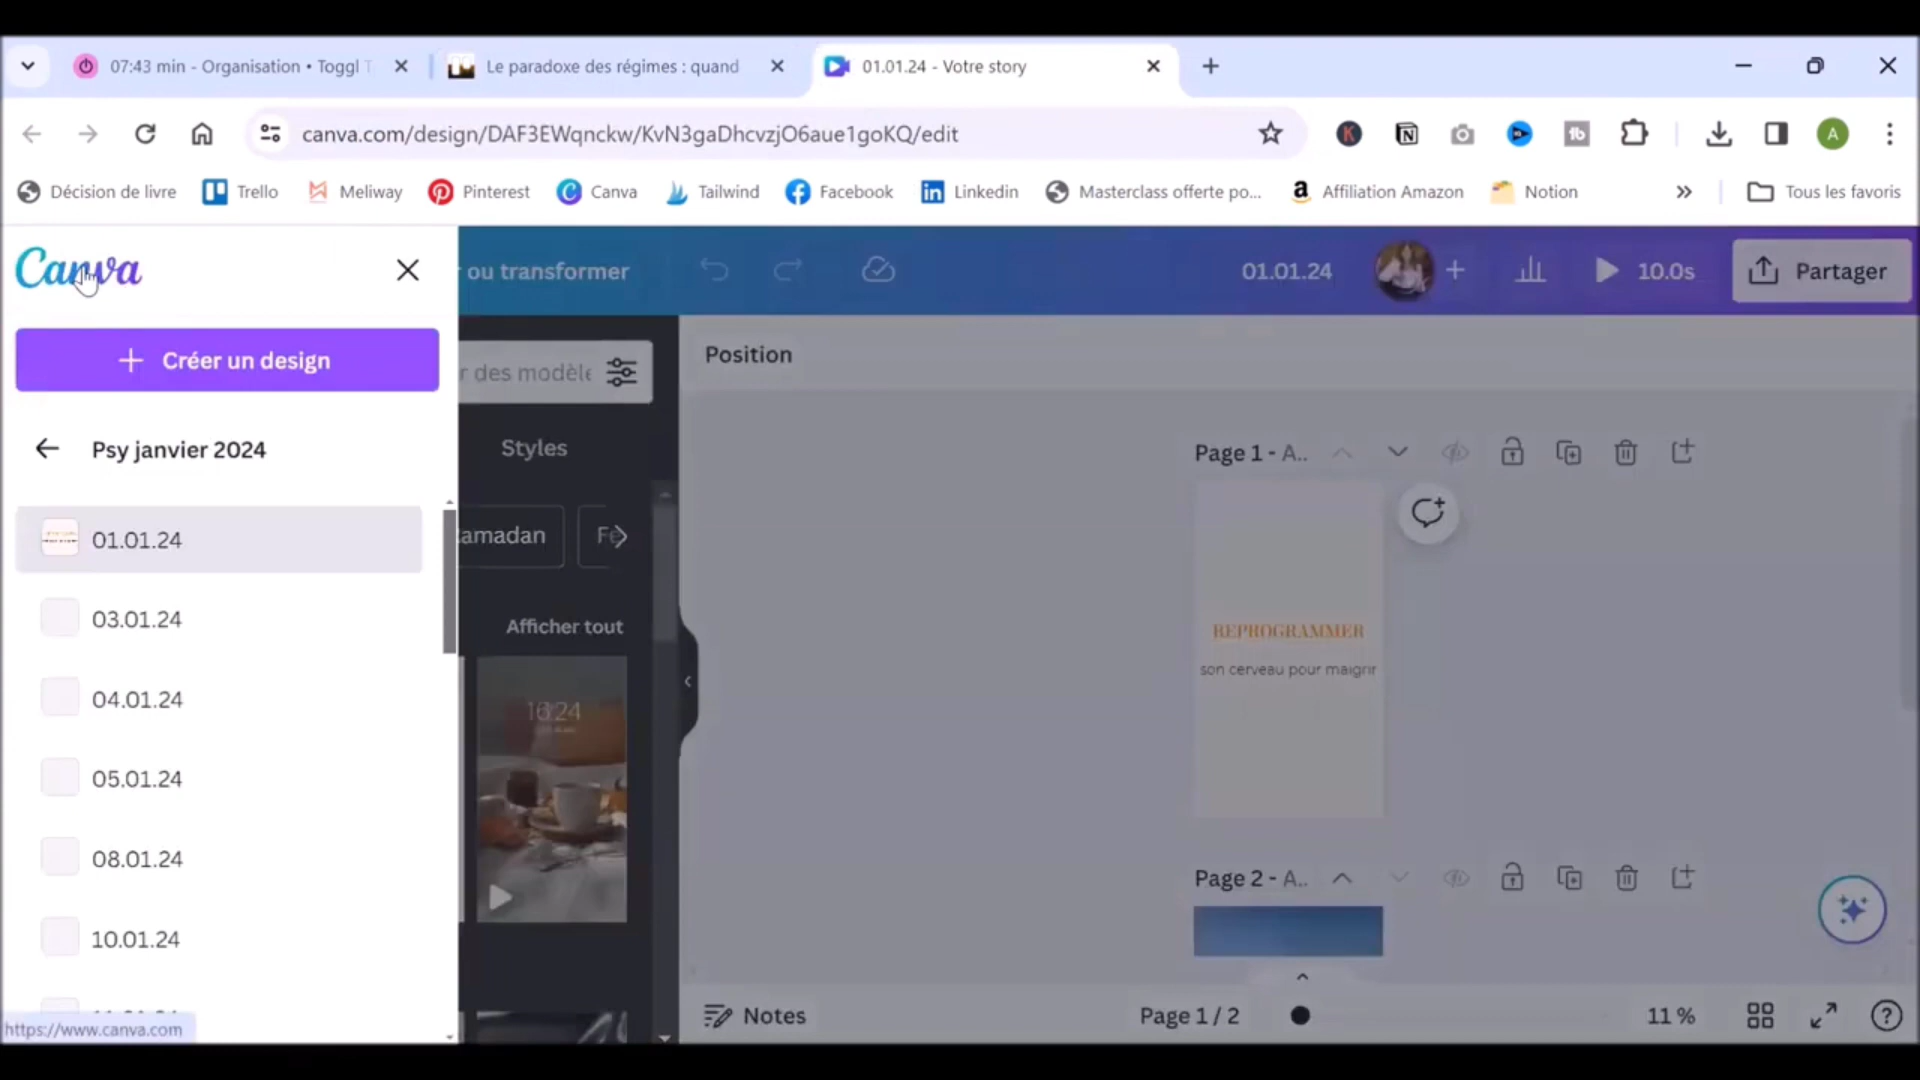 07:43 min - Organisation • Toggl T
Le paradoxe des régimes : quand
01.01.24 - Votre story
canva.com/design/DAF3EWqnckw/KvN3gaDhcvzjO6aue1goKQ/edit
A
Décision de livre
Trello
Meliway
Pinterest
Canva
Tailwind
Facebook
Linkedin
Masterclass offerte po...
Affiliation Amazon
Notion
Tous les favoris
Canva
r ou transformer
01.01.24
10.0s
Partager
Créer un design
r des modèle
Position
Psy janvier 2024
Styles
Page 1 - A..
01.01.24
amadan
Fê
03.01.24
Afficher tout
REPROGRAMMER
son cerveau pour maigrir
04.01.24
16:24
05.01.24
08.01.24
Page 2 - A..
10.01.24
https://www.canva.com
Notes
Page 1 / 2
11 %